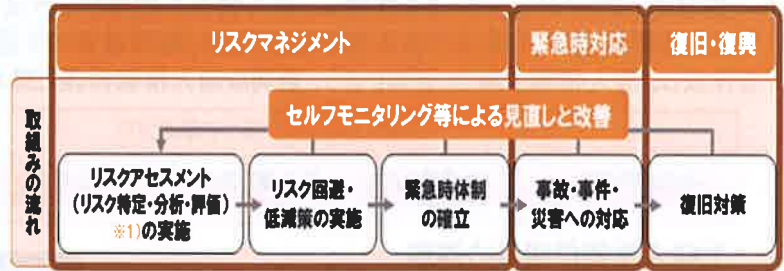 リスクマネジメント
緊急時対応
復旧・復興
取組みの流れ
セルフモニタリング等による見直しと改善
リスクアセスメント
(リスク特定・分析・評価)
※1)の実施
リスク回避・
低減策の実施
緊急時体制
の確立
事故・事件・
災害への対応
復旧対策